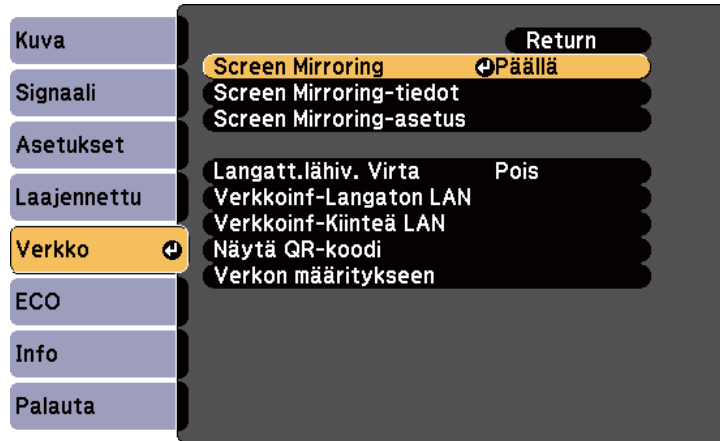 Kuva
Signaali
Asetukset
Laajennettu
Verkko
ECO
Info
Palauta
Return
Screen Mirroring Päällä
Screen Mirroring-tiedot
Screen Mirroring-asetus
Langatt.lähiv. Virta Pois
Verkkoinf-Langaton LAN
Verkkoinf-Kiinteä LAN
Näytä QR-koodi
Verkon määritykseen